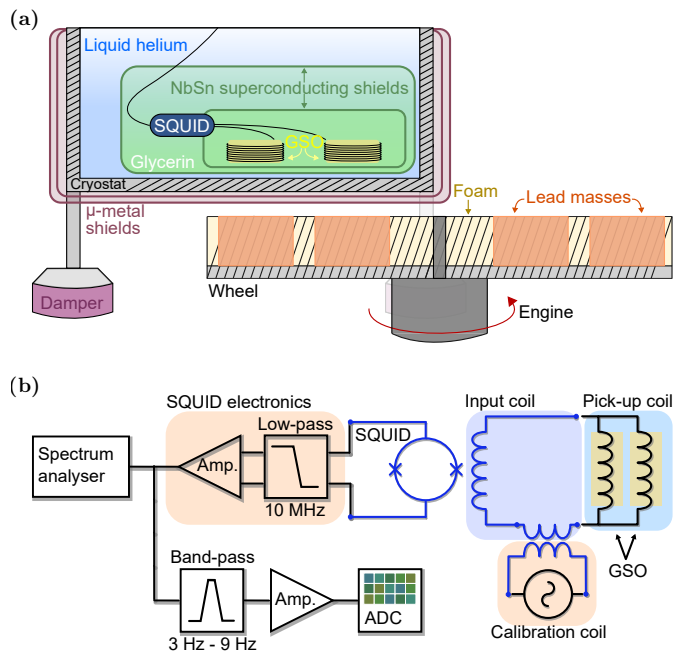 (a)
Liquid helium
NbSn superconducting shields
SQUID
GSO
Glycerin
Cryostat
μ-metal
shields
Foam
Lead masses
Damper
Wheel
Engine
(b)
SQUID electronics
Input coil
Pick-up coil
Low-pass
SQUID
Spectrum
analyser
Amp.
10 MHz
Band-pass
GSO
Amp.
ADC
3 Hz - 9 Hz
Calibration coil